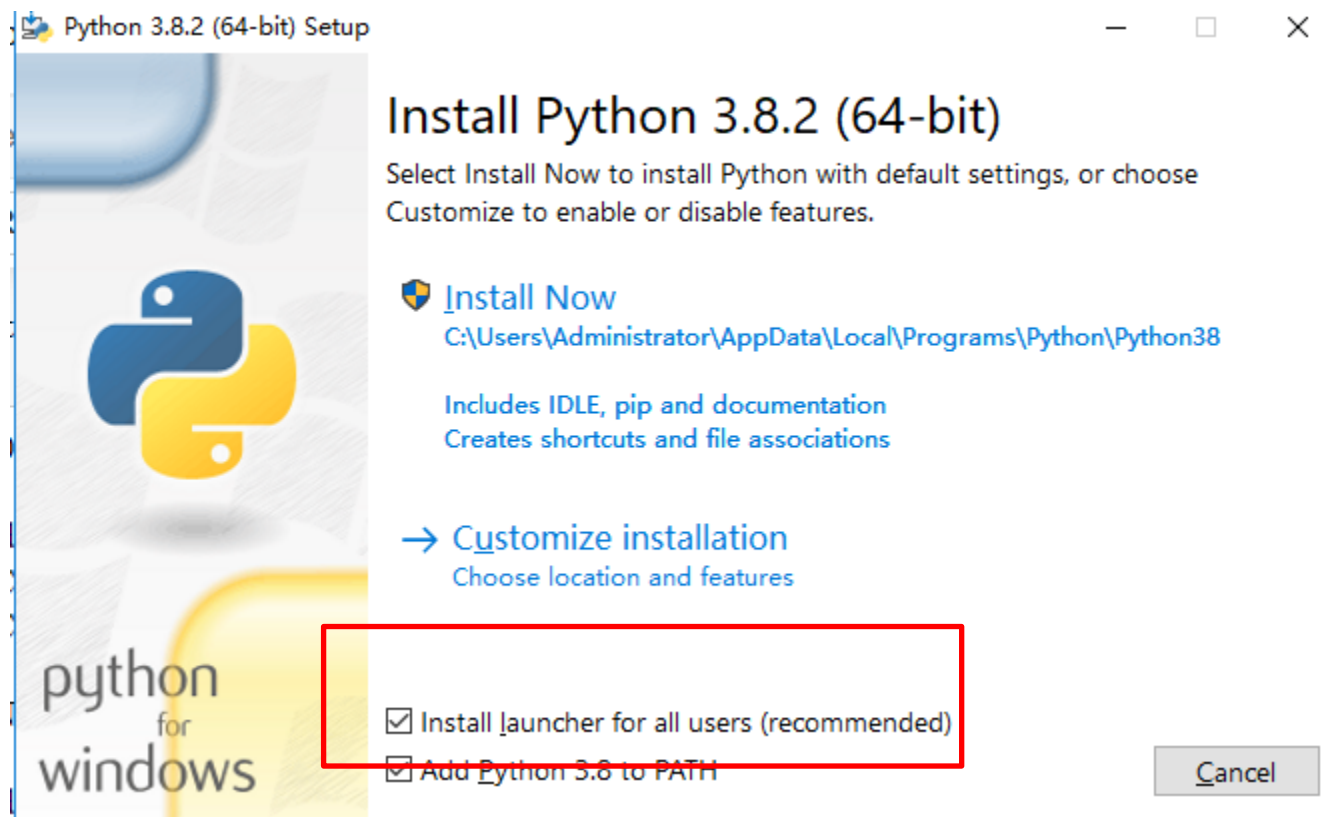 Python 3.8.2 (64-bit) Setup
Install Python 3.8.2 (64-bit)
Select Install Now to install Python with default settings, or choose
Customize to enable or disable features.
Install Now
C:\Users\Administrator\AppData\Local\Programs\Python\Python38
Includes IDLE, pip and documentation
Creates shortcuts and file associations
Customize installation
Choose location and features
python
for
windows
Install launcher for all users (recommended)
Add Python 3.8 to PATH
Cancel